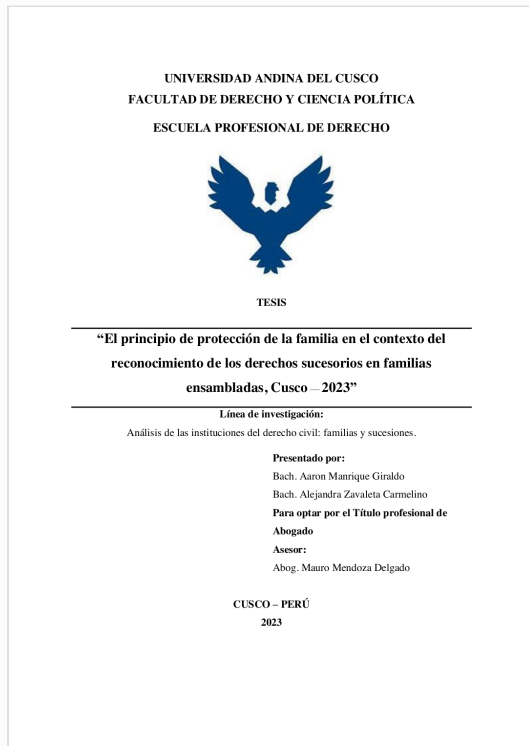 UNIVERSIDAD ANDINA DEL CUSCO
FACULTAD DE DERECHO Y CIENCIA POLÍTICA
ESCUELA PROFESIONAL DE DERECHO
TESIS
“El principio de protección de la familia en el contexto del
reconocimiento de los derechos sucesorios en familias
ensambladas, Cusco – 2023”
Línea de investigación:
Análisis de las instituciones del derecho civil: familias y sucesiones.
Presentado por:
Bach. Aaron Manrique Giraldo
Bach. Alejandra Zavaleta Carmelino
Para optar por el Título profesional de
Abogado
Asesor:
Abog. Mauro Mendoza Delgado
CUSCO – PERÚ
2023